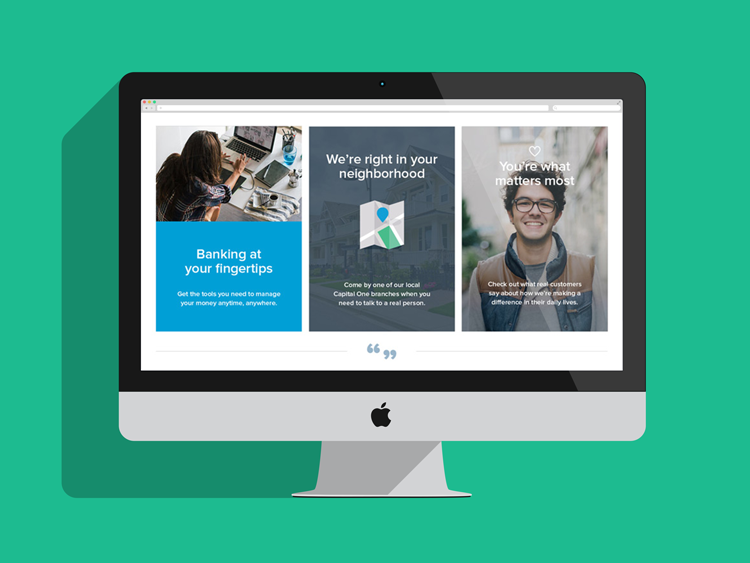 Banking at
your fingertips
Get the tools you need to manage
your money anytime, anywhere.
We're right in your
neighborhood
Come by one of our local
Capital One branches when you
need to talk to a real person.
You're what
matters most
Check out what real customers
say about how we're making a
difference in their daily lives.
“ ”